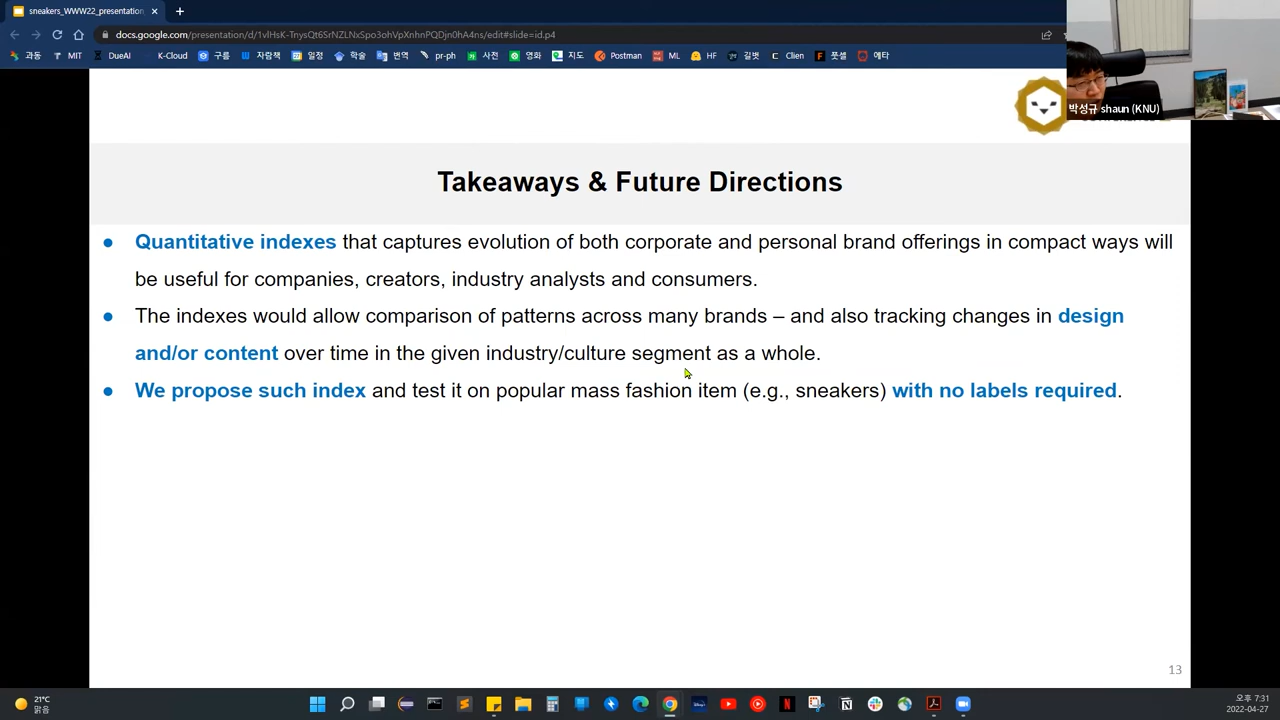 sneakers_WWW22_presentation
docs.google.com/presentation/d/1vlHsK-TnysQt6SrNZLNxSpo3ohVpXnhnPQDjn0hA4ns/edit#slide=id.p4
과동 MIT DueAI K-Cloud 구름 자람책 일정 학술 번역 pr-ph 사전 영화 지도 Postman ML HF 길벗 Clien 풋셀 에타
박성규 shaun (KNU)
Takeaways & Future Directions
● Quantitative indexes that captures evolution of both corporate and personal brand offerings in compact ways will
be useful for companies, creators, industry analysts and consumers.
● The indexes would allow comparison of patterns across many brands – and also tracking changes in design
and/or content over time in the given industry/culture segment as a whole.
● We propose such index and test it on popular mass fashion item (e.g., sneakers) with no labels required.
13
21°C
맑음
오후 7:31
2022-04-27